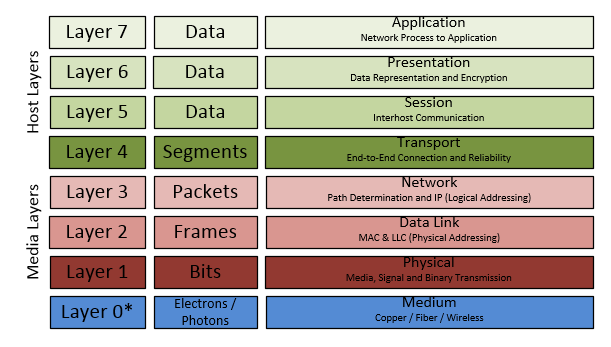 Host Layers
Media Layers
Layer 7
Data
Application
Network Process to Application
Layer 6
Data
Presentation
Data Representation and Encryption
Layer 5
Data
Session
Interhost Communication
Layer 4
Segments
Transport
End-to-End Connection and Reliability
Layer 3
Packets
Network
Path Determination and IP (Logical Addressing)
Layer 2
Frames
Data Link
MAC & LLC (Physical Addressing)
Layer 1
Bits
Physical
Media, Signal and Binary Transmission
Layer 0*
Electrons /
Photons
Medium
Copper / Fiber / Wireless